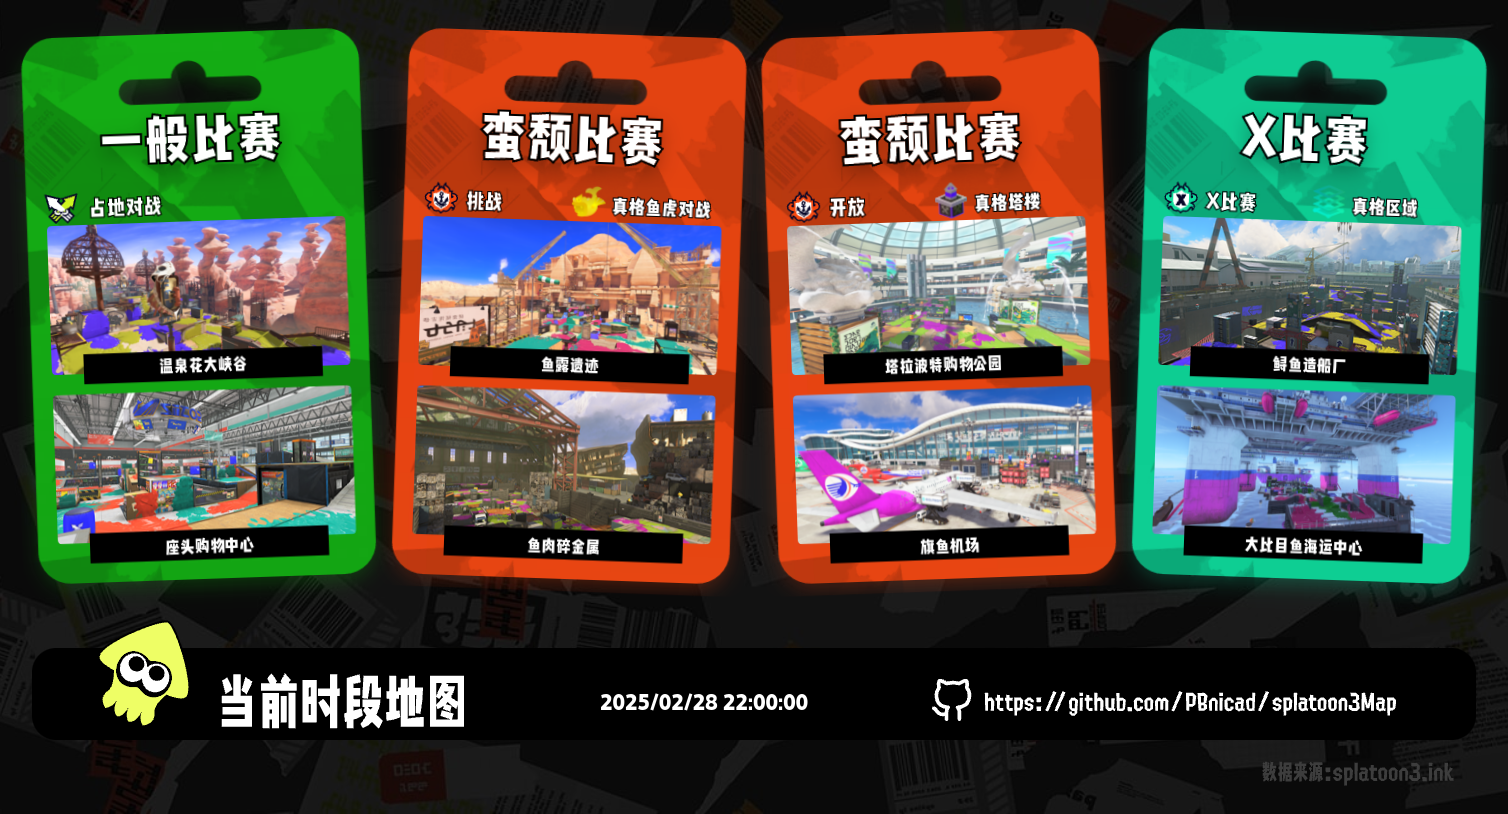 一般比赛
占地对战
温泉花大峡谷
座头购物中心
蛮颓比赛
挑战
真格鱼虎对战
鱼露遗迹
鱼肉碎金属
蛮颓比赛
开放
真格塔楼
塔拉波特购物公园
旗鱼机场
X比赛
X比赛
真格区域
鲟鱼造船厂
大比目鱼海运中心
当前时段地图
2025/02/28 22:00:00
https://github.com/PBnicad/splatoon3Map
数据来源:splatoon3.ink